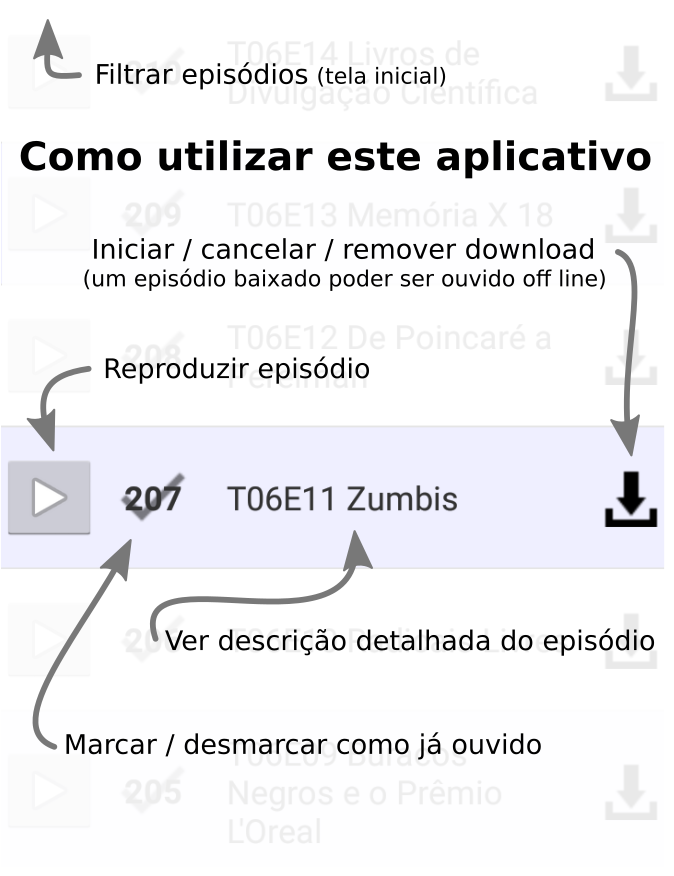 T06E14 Livros de
Filtrar episódios (tela inicial)
Divulgação Científica
Como utilizar este aplicativo
209 T06E13 Memória X 18
Iniciar / cancelar / remover download
(um episódio baixado poder ser ouvido off line)
T06E12 De Poincaré a
208
Reproduzir episódio
Perelman
207 T06E11 Zumbis
Ver descrição detalhada do episódio
Marcar / desmarcar como já ouvido
T06E09 Buracos
205 Negros e o Prêmio
L'Oreal